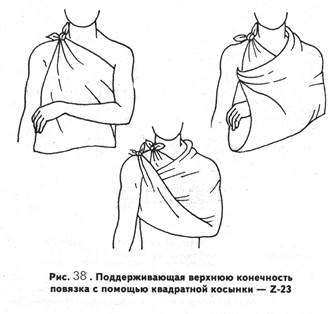 Рис. 38 . Поддерживающая верхнюю конечность
повязка с помощью квадратной косынки — Z-23